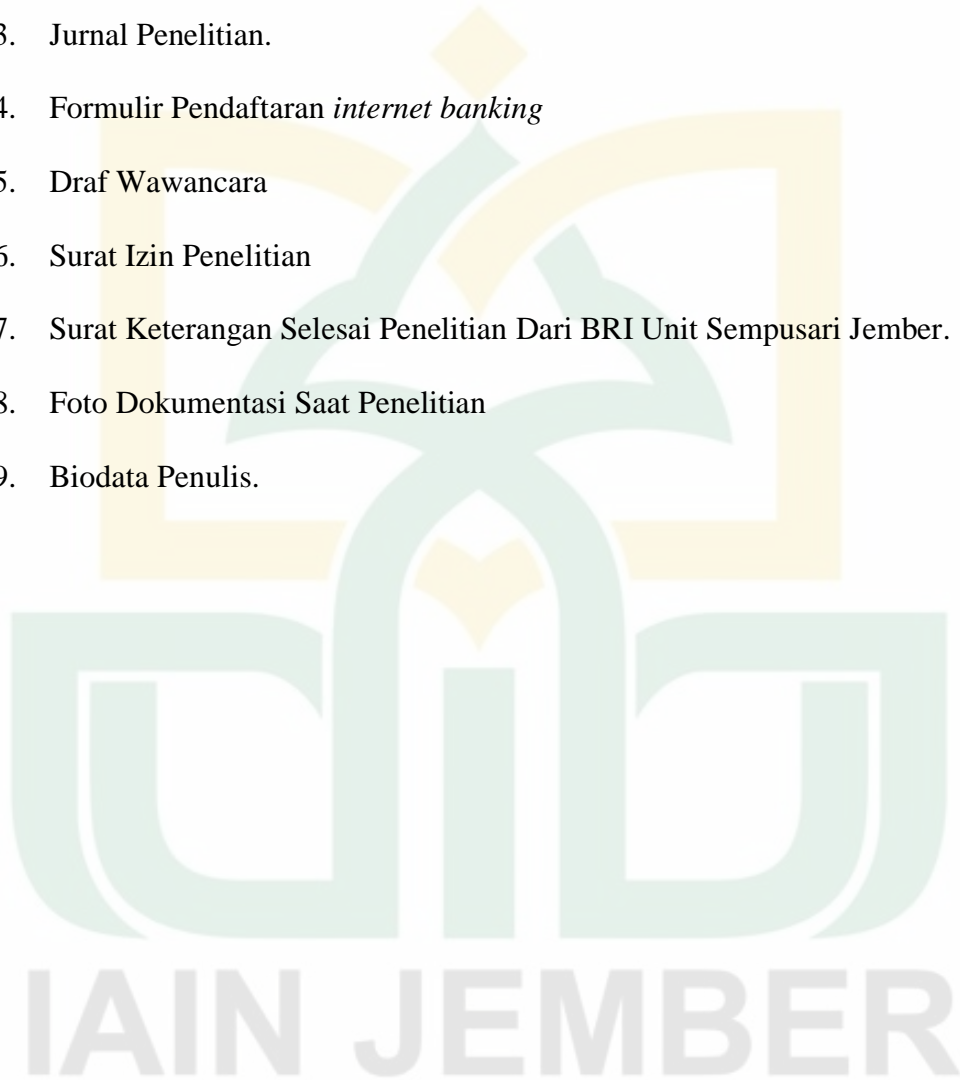 3. Jurnal Penelitian.
4. Formulir Pendaftaran internet banking
5. Draf Wawancara
6. Surat Izin Penelitian
7. Surat Keterangan Selesai Penelitian Dari BRI Unit Sempusari Jember.
8. Foto Dokumentasi Saat Penelitian
9. Biodata Penulis.
IAIN JEMBER